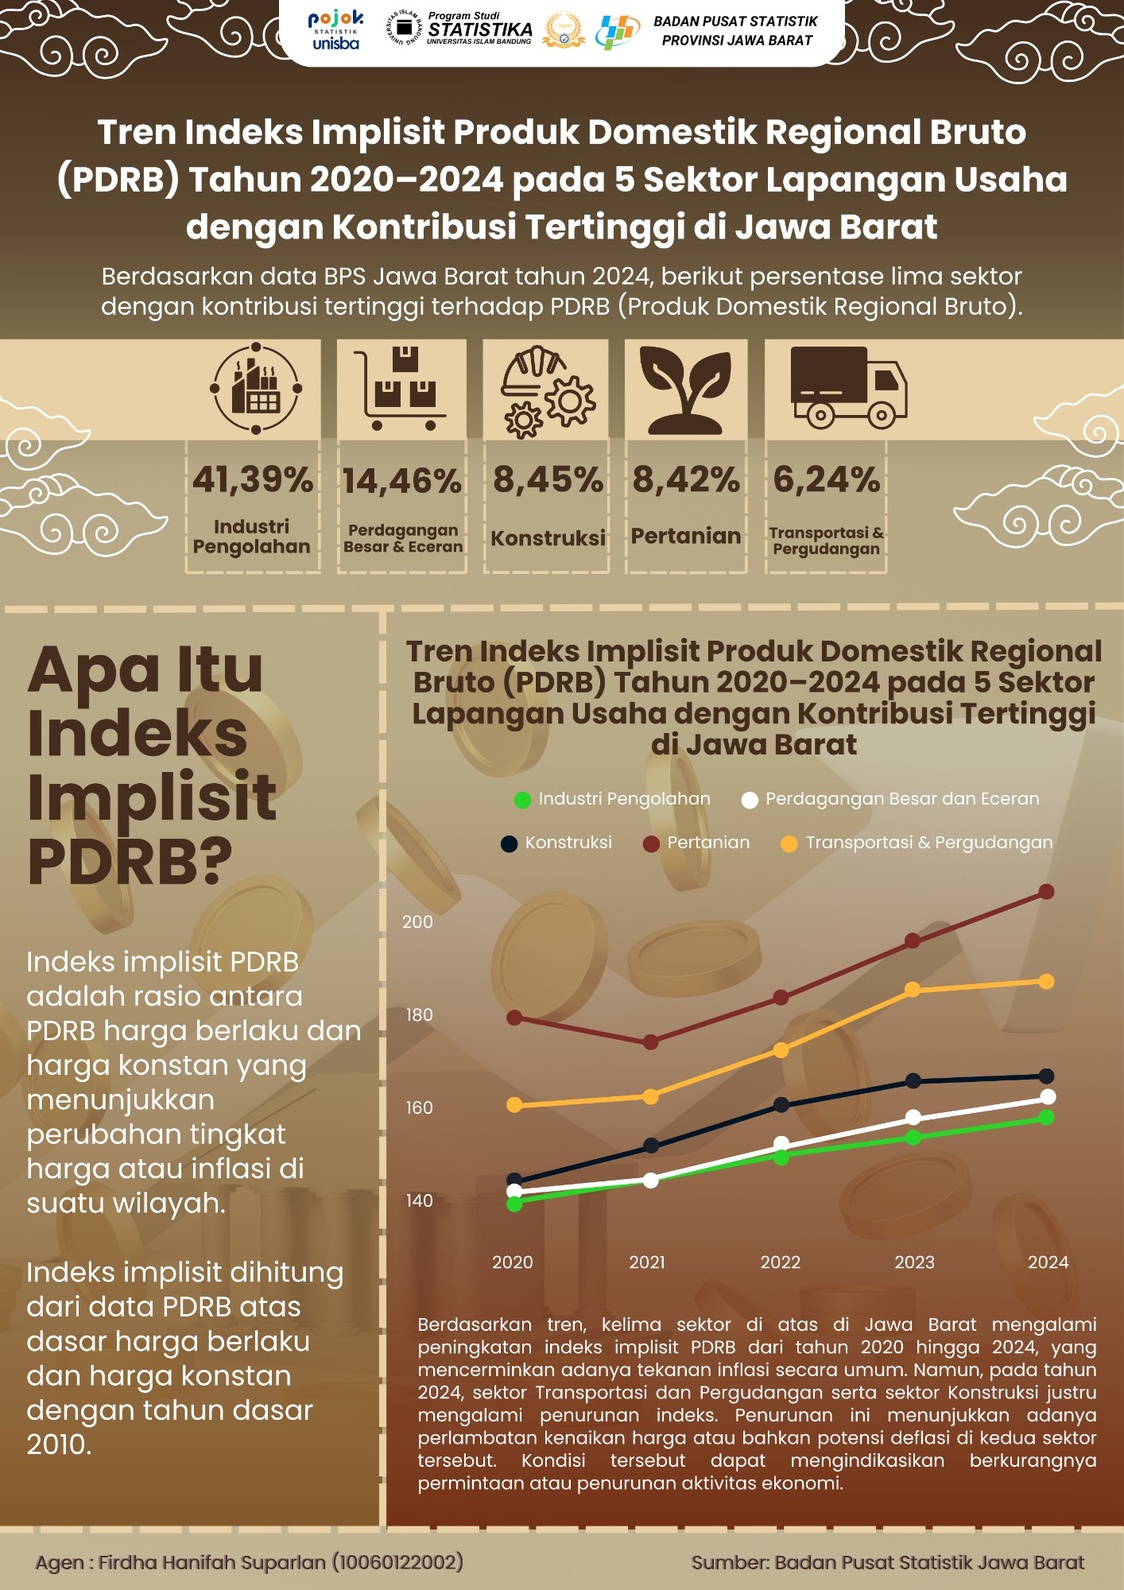 pojok
STATISTIK
unisba
UNIVERSITAS ISLAM BANDUNG
Program Studi
STATISTIKA
UNIVERSITAS ISLAM BANDUNG
BADAN PUSAT STATISTIK
PROVINSI JAWA BARAT
Tren Indeks Implisit Produk Domestik Regional Bruto
(PDRB) Tahun 2020–2024 pada 5 Sektor Lapangan Usaha
dengan Kontribusi Tertinggi di Jawa Barat
Berdasarkan data BPS Jawa Barat tahun 2024, berikut persentase lima sektor
dengan kontribusi tertinggi terhadap PDRB (Produk Domestik Regional Bruto).
41,39%
Industri
Pengolahan
14,46%
Perdagangan
Besar & Eceran
8,45%
Konstruksi
8,42%
Pertanian
6,24%
Transportasi &
Pergudangan
Apa Itu
Indeks
Implisit
PDRB?
Indeks implisit PDRB
adalah rasio antara
PDRB harga berlaku dan
harga konstan yang
menunjukkan
perubahan tingkat
harga atau inflasi di
suatu wilayah.
Indeks implisit dihitung
dari data PDRB atas
dasar harga berlaku
dan harga konstan
dengan tahun dasar
2010.
Tren Indeks Implisit Produk Domestik Regional
Bruto (PDRB) Tahun 2020–2024 pada 5 Sektor
Lapangan Usaha dengan Kontribusi Tertinggi
di Jawa Barat
Industri Pengolahan
Perdagangan Besar dan Eceran
Konstruksi
Pertanian
Transportasi & Pergudangan
200
180
160
140
2020
2021
2022
2023
2024
Berdasarkan tren, kelima sektor di atas di Jawa Barat mengalami
peningkatan indeks implisit PDRB dari tahun 2020 hingga 2024, yang
mencerminkan adanya tekanan inflasi secara umum. Namun, pada tahun
2024, sektor Transportasi dan Pergudangan serta sektor Konstruksi justru
mengalami penurunan indeks. Penurunan ini menunjukkan adanya
perlambatan kenaikan harga atau bahkan potensi deflasi di kedua sektor
tersebut. Kondisi tersebut dapat mengindikasikan berkurangnya
permintaan atau penurunan aktivitas ekonomi.
Agen : Firdha Hanifah Suparlan (10060122002)
Sumber: Badan Pusat Statistik Jawa Barat